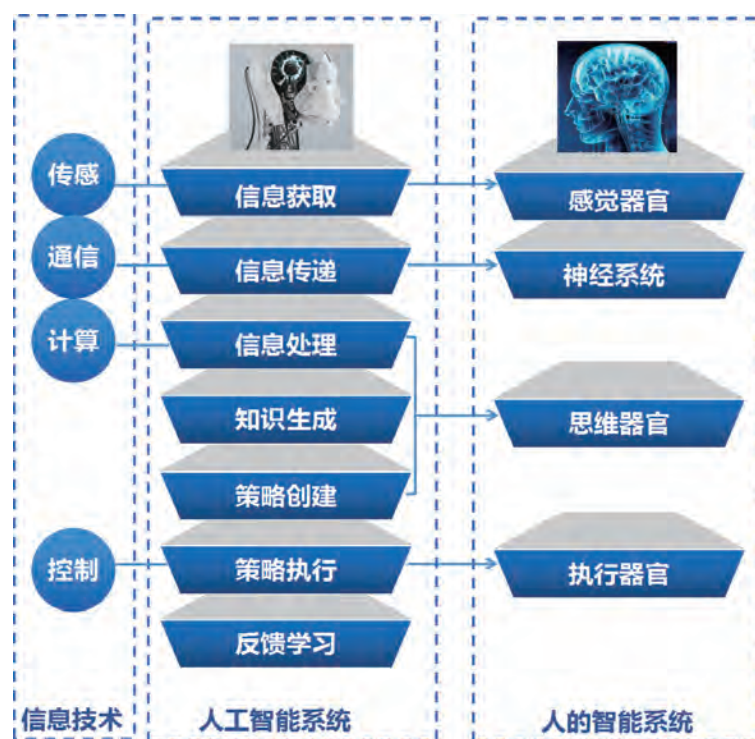 传感
信息获取
感觉器官
通信
信息传递
神经系统
计算
信息处理
知识生成
思维器官
策略创建
控制
策略执行
执行器官
反馈学习
信息技术
人工智能系统
人的智能系统